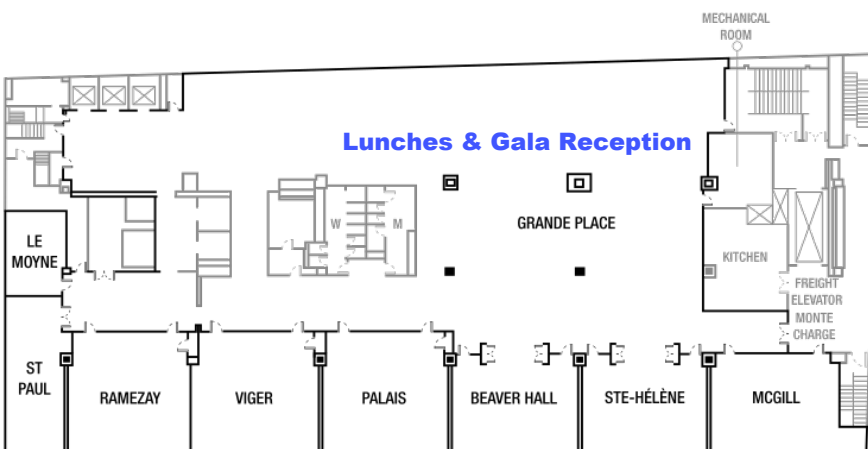 MECHANICAL
ROOM
Lunches & Gala Reception
W
M
GRANDE PLACE
LE
MOYNE
KITCHEN
FREIGHT
ELEVATOR
MONTE
CHARGE
ST
PAUL
RAMEZAY
VIGER
PALAIS
BEAVER HALL
STE-HÉLÈNE
MCGILL